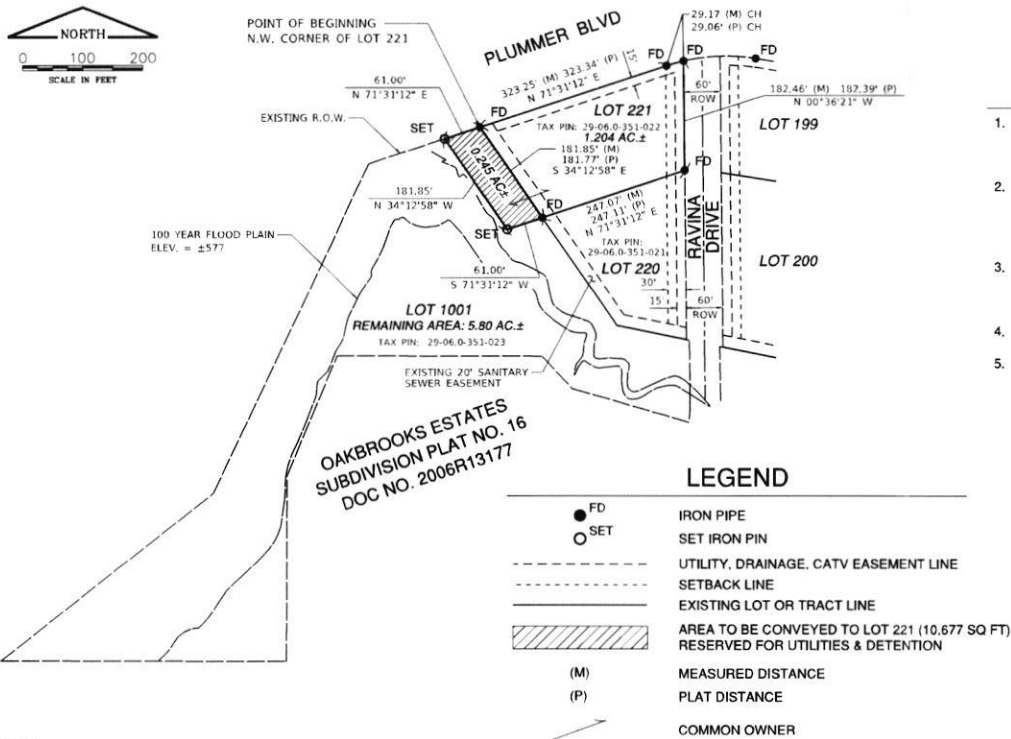 NORTH
0 100 200
SCALE IN FEET
POINT OF BEGINNING
N.W. CORNER OF LOT 221
PLUMMER BLVD
29.17 (M) CH
29.06' (P) CH
FD
FD
FD
61.00'
N 71°31'12" E
323.25' (M) 323.34' (P)
N 71°31'12" E
15'
60'
ROW
182.46' (M) 182.39' (P)
N 00°36'21" W
EXISTING R.O.W.
SET
FD
LOT 221
TAX PIN: 29-06.0-351-022
1.204 AC.±
LOT 199
1.
181.85' (M)
181.77' (P)
S 34°12'58" E
0.245 AC±
FD
181.85'
N 34°12'58" W
2.
FD
247.07' (M)
247.11' (P)
N 71°31'12" E
SET
100 YEAR FLOOD PLAIN
ELEV. = ±577
TAX PIN:
29-06.0-351-021
LOT 220
RAVINA
DRIVE
LOT 200
3.
61.00'
S 71°31'12" W
30'
15'
60'
ROW
LOT 1001
REMAINING AREA: 5.80 AC.±
TAX PIN: 29-06.0-351-023
4.
5.
EXISTING 20' SANITARY
SEWER EASEMENT
OAKBROOKS ESTATES
SUBDIVISION PLAT NO. 16
DOC NO. 2006R13177
LEGEND
FD IRON PIPE
SET SET IRON PIN
UTILITY, DRAINAGE, CATV EASEMENT LINE
SETBACK LINE
EXISTING LOT OR TRACT LINE
AREA TO BE CONVEYED TO LOT 221 (10,677 SQ FT)
RESERVED FOR UTILITIES & DETENTION
(M) MEASURED DISTANCE
(P) PLAT DISTANCE
COMMON OWNER